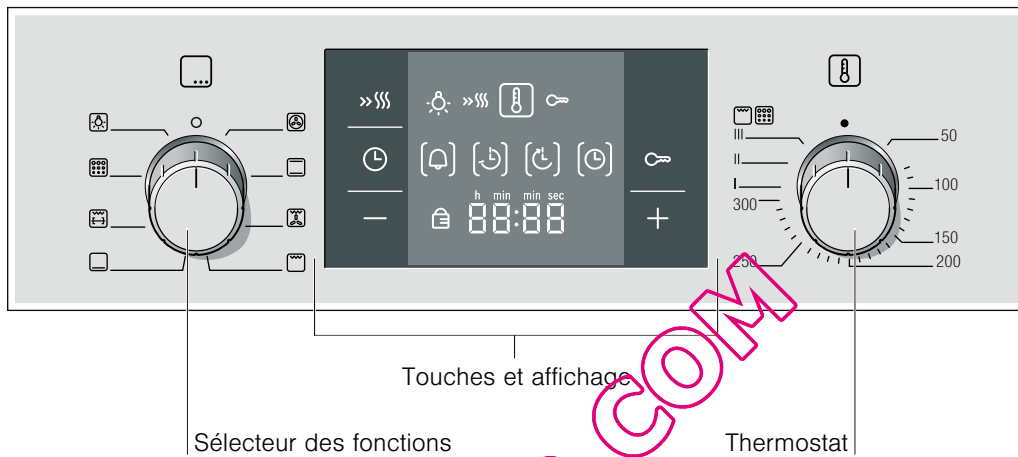 h min min sec
88:88
III
II
I
300
250
50
100
150
200
Touches et affichage
Sélecteur des fonctions
Thermostat
COM